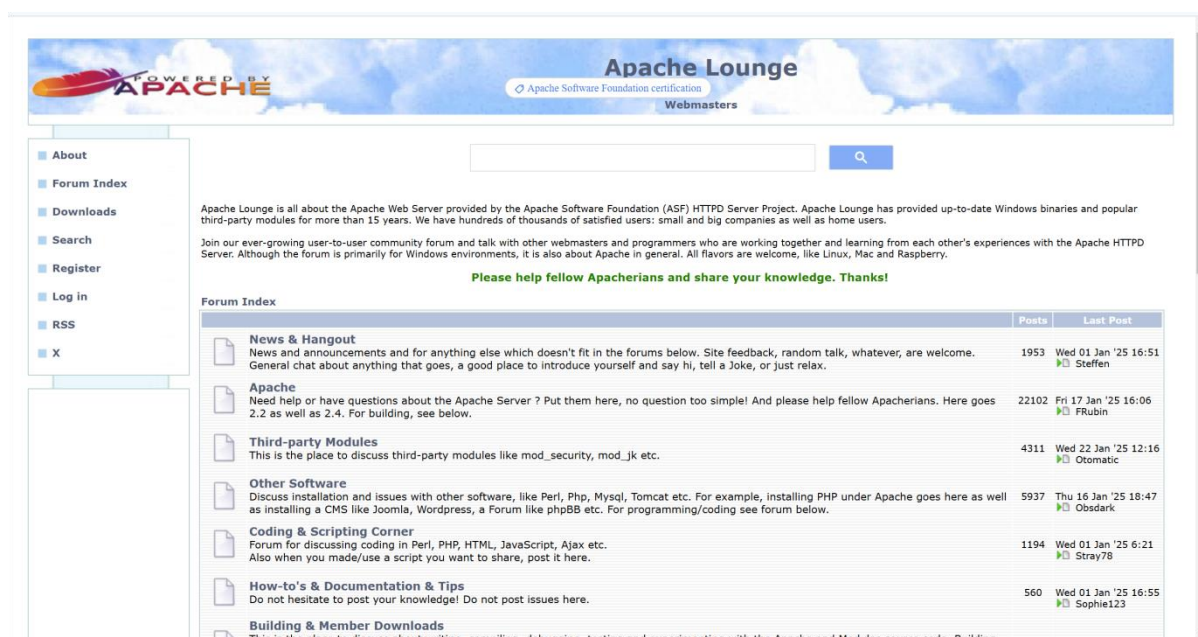 POWERED BY
APACHE
Apache Lounge
Apache Software Foundation certification
Webmasters
About
Forum Index
Downloads
Search
Register
Log in
RSS
X
Apache Lounge is all about the Apache Web Server provided by the Apache Software Foundation (ASF) HTTPD Server Project. Apache Lounge has provided up-to-date Windows binaries and popular
third-party modules for more than 15 years. We have hundreds of thousands of satisfied users: small and big companies as well as home users.
Join our ever-growing user-to-user community forum and talk with other webmasters and programmers who are working together and learning from each other's experiences with the Apache HTTPD
Server. Although the forum is primarily for Windows environments, it is also about Apache in general. All flavors are welcome, like Linux, Mac and Raspberry.
Please help fellow Apacherians and share your knowledge. Thanks!
Forum Index
Posts Last Post
News & Hangout
News and announcements and for anything else which doesn't fit in the forums below. Site feedback, random talk, whatever, are welcome.
General chat about anything that goes, a good place to introduce yourself and say hi, tell a Joke, or just relax.
1953 Wed 01 Jan '25 16:51
Steffen
Apache
Need help or have questions about the Apache Server ? Put them here, no question too simple! And please help fellow Apacherians. Here goes
2.2 as well as 2.4. For building, see below.
22102 Fri 17 Jan '25 16:06
FRubin
Third-party Modules
This is the place to discuss third-party modules like mod_security, mod_jk etc.
4311 Wed 22 Jan '25 12:16
Otomatic
Other Software
Discuss installation and issues with other software, like Perl, Php, Mysql, Tomcat etc. For example, installing PHP under Apache goes here as well
as installing a CMS like Joomla, Wordpress, a Forum like phpBB etc. For programming/coding see forum below.
5937 Thu 16 Jan '25 18:47
Obsdark
Coding & Scripting Corner
Forum for discussing coding in Perl, PHP, HTML, JavaScript, Ajax etc.
Also when you made/use a script you want to share, post it here.
1194 Wed 01 Jan '25 6:21
Stray78
How-to's & Documentation & Tips
Do not hesitate to post your knowledge! Do not post issues here.
560 Wed 01 Jan '25 16:55
Sophie123
Building & Member Downloads